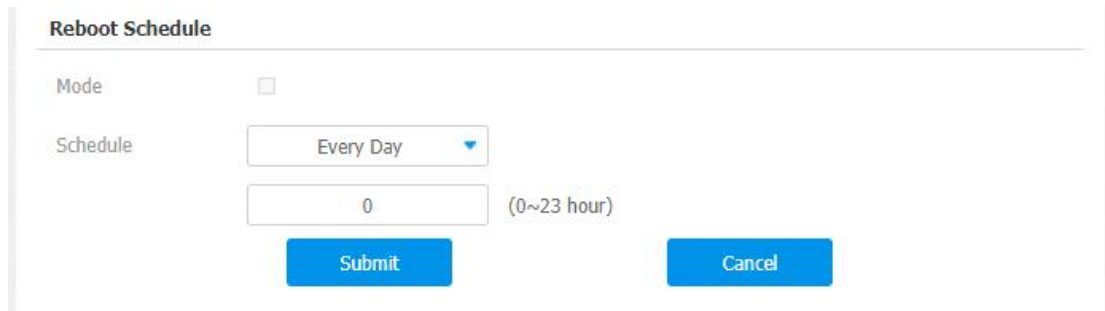 Reboot Schedule
Mode
Schedule
Every Day
0
(0~23 hour)
Submit
Cancel